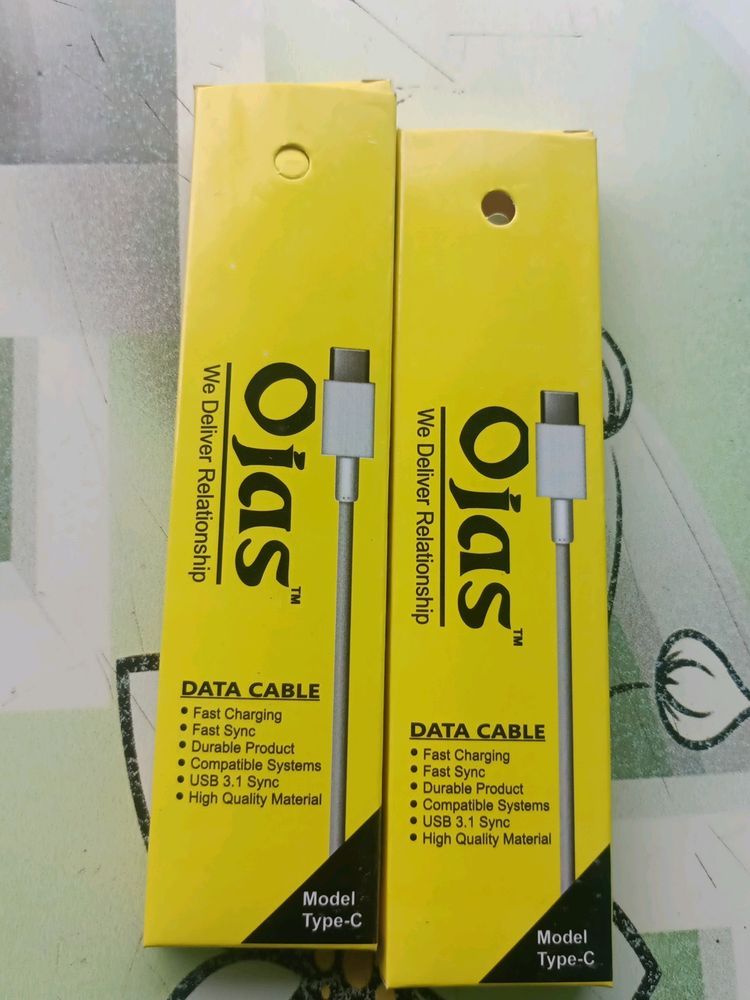 Ojas™
We Deliver Relationship
DATA CABLE
• Fast Charging
• Fast Sync
• Durable Product
• Compatible Systems
• USB 3.1 Sync
• High Quality Material
Model
Type-C
Ojas™
We Deliver Relationship
DATA CABLE
• Fast Charging
• Fast Sync
• Durable Product
• Compatible Systems
• USB 3.1 Sync
• High Quality Material
Model
Type-C